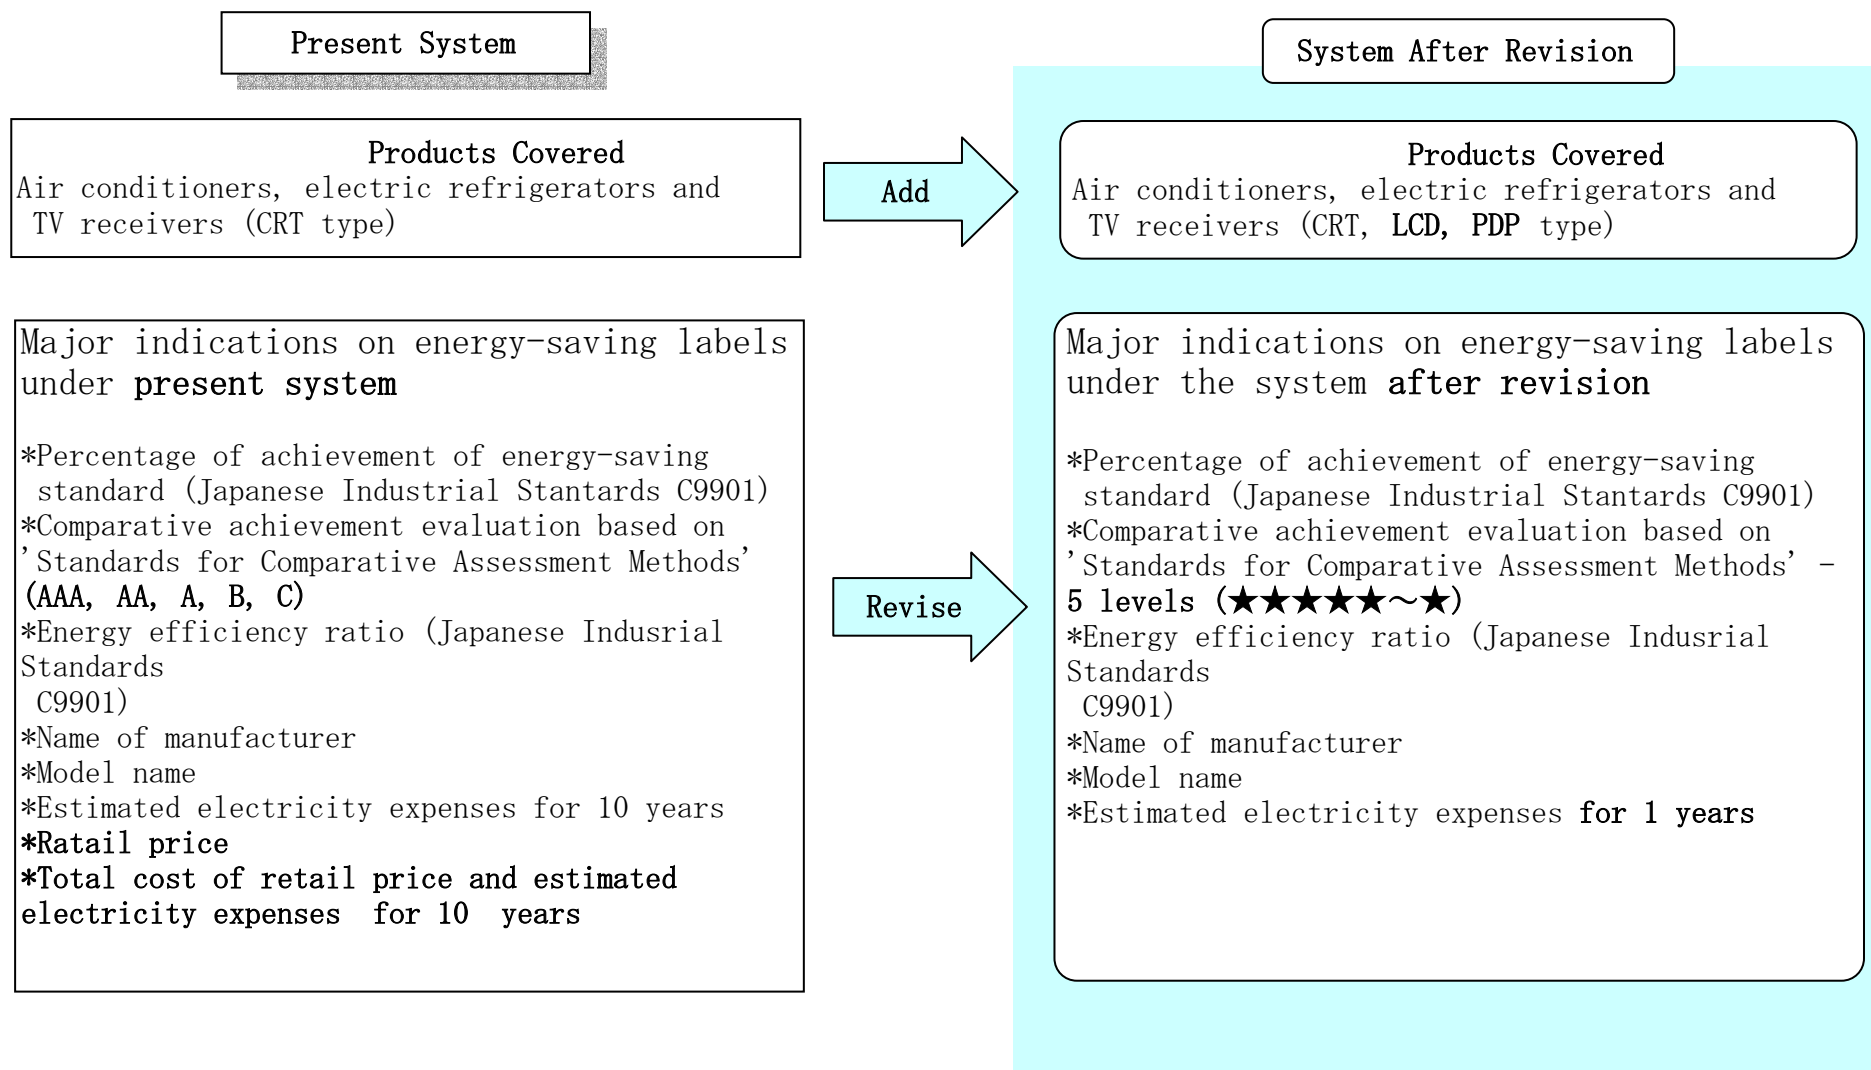 Present System
Products Covered
Air conditioners, electric refrigerators and
TV receivers (CRT type)
Major indications on energy-saving labels
under present system
*Percentage of achievement of energy-saving
standard (Japanese Industrial Stantards C9901)
*Comparative achievement evaluation based on
'Standards for Comparative Assessment Methods'
(AAA, AA, A, B, C)
*Energy efficiency ratio (Japanese Indusrial
Standards
C9901)
*Name of manufacturer
*Model name
*Estimated electricity expenses for 10 years
*Ratail price
*Total cost of retail price and estimated
electricity expenses for 10 years
Add
Revise
System After Revision
Products Covered
Air conditioners, electric refrigerators and
TV receivers (CRT, LCD, PDP type)
Major indications on energy-saving labels
under the system after revision
*Percentage of achievement of energy-saving
standard (Japanese Industrial Stantards C9901)
*Comparative achievement evaluation based on
'Standards for Comparative Assessment Methods' -
5 levels (★★★★★~★)
*Energy efficiency ratio (Japanese Indusrial
Standards
C9901)
*Name of manufacturer
*Model name
*Estimated electricity expenses for 1 years